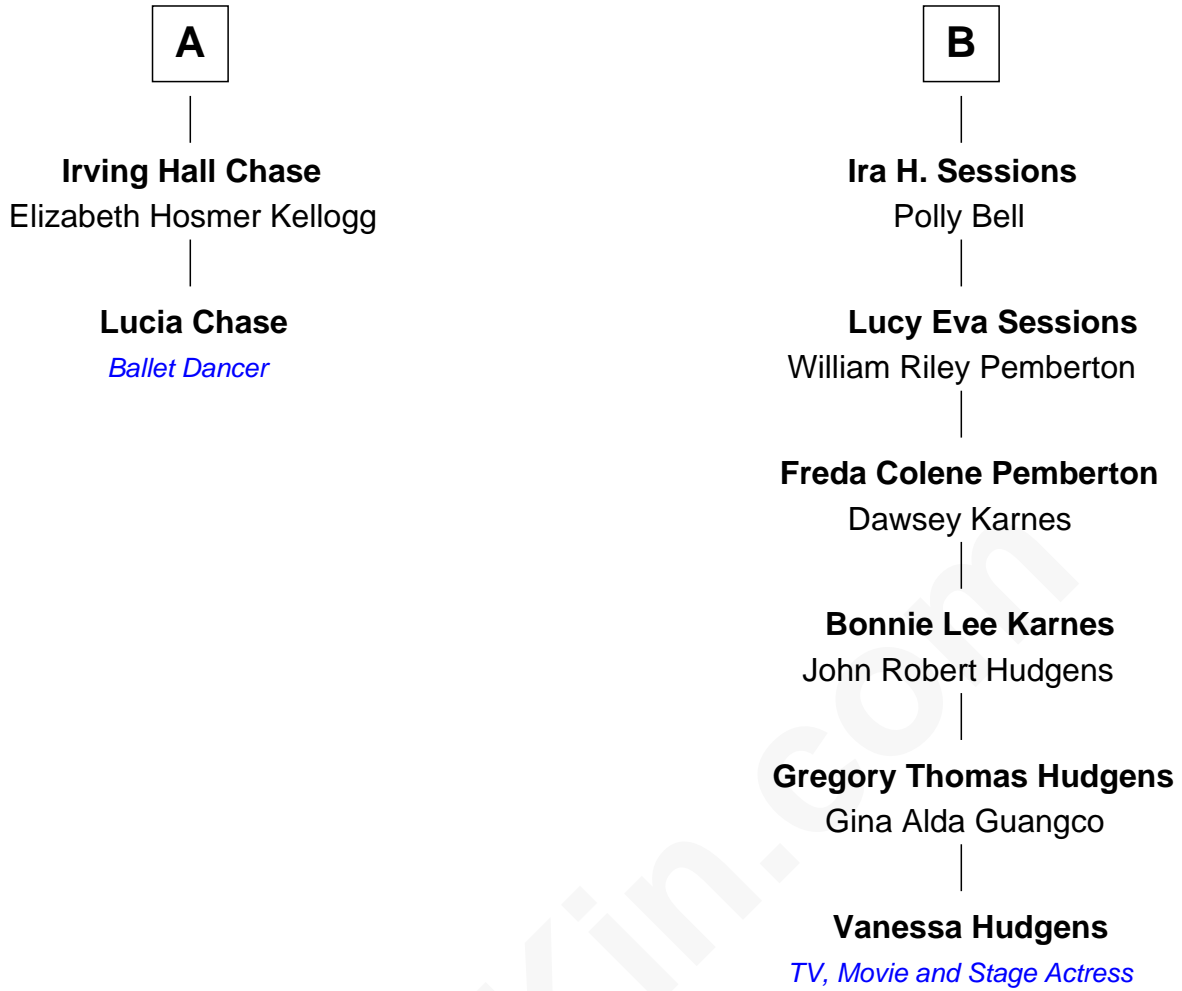 A
Irving Hall Chase
Elizabeth Hosmer Kellogg
Lucia Chase
Ballet Dancer
B
Ira H. Sessions
Polly Bell
Lucy Eva Sessions
William Riley Pemberton
Freda Colene Pemberton
Dawsey Karnes
Bonnie Lee Karnes
John Robert Hudgens
Gregory Thomas Hudgens
Gina Alda Guangco
Vanessa Hudgens
TV, Movie and Stage Actress
in.com